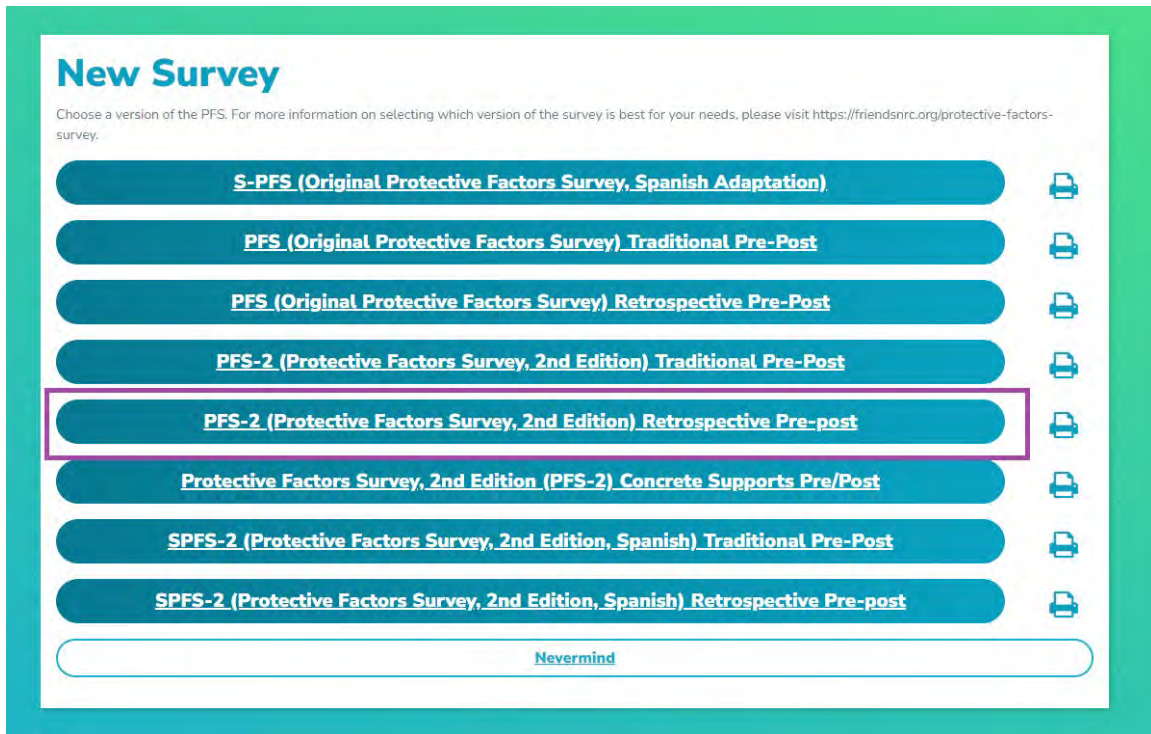 New Survey
Choose a version of the PFS. For more information on selecting which version of the survey is best for your needs, please visit https://friendsnrc.org/protective-factors-
survey.
S-PFS (Original Protective Factors Survey, Spanish Adaptation)
PFS (Original Protective Factors Survey) Traditional Pre-Post
PFS (Original Protective Factors Survey) Retrospective Pre-Post
PFS-2 (Protective Factors Survey, 2nd Edition) Traditional Pre-Post
PFS-2 (Protective Factors Survey, 2nd Edition) Retrospective Pre-post
Protective Factors Survey, 2nd Edition (PFS-2) Concrete Supports Pre/Post
SPFS-2 (Protective Factors Survey, 2nd Edition, Spanish) Traditional Pre-Post
SPFS-2 (Protective Factors Survey, 2nd Edition, Spanish) Retrospective Pre-post
Nevermind